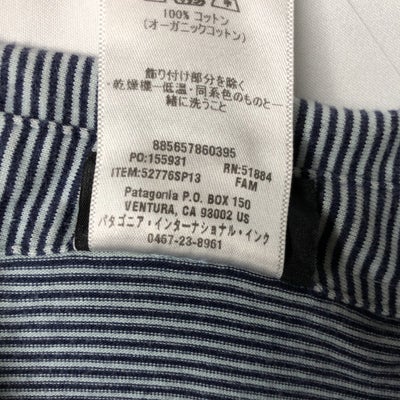 100% コットン
(オーガニックコットン)
飾り付け部分を除く
・乾燥機ー低温・同系色のものと一
緒に洗うこと
885657860395
PO:155931 RN:51884
ITEM:52776SP13 FAM
Patagonia P.O. BOX 150
VENTURA, CA 93002 US
パタゴニア・インターナショナル・インク
0467-23-8961